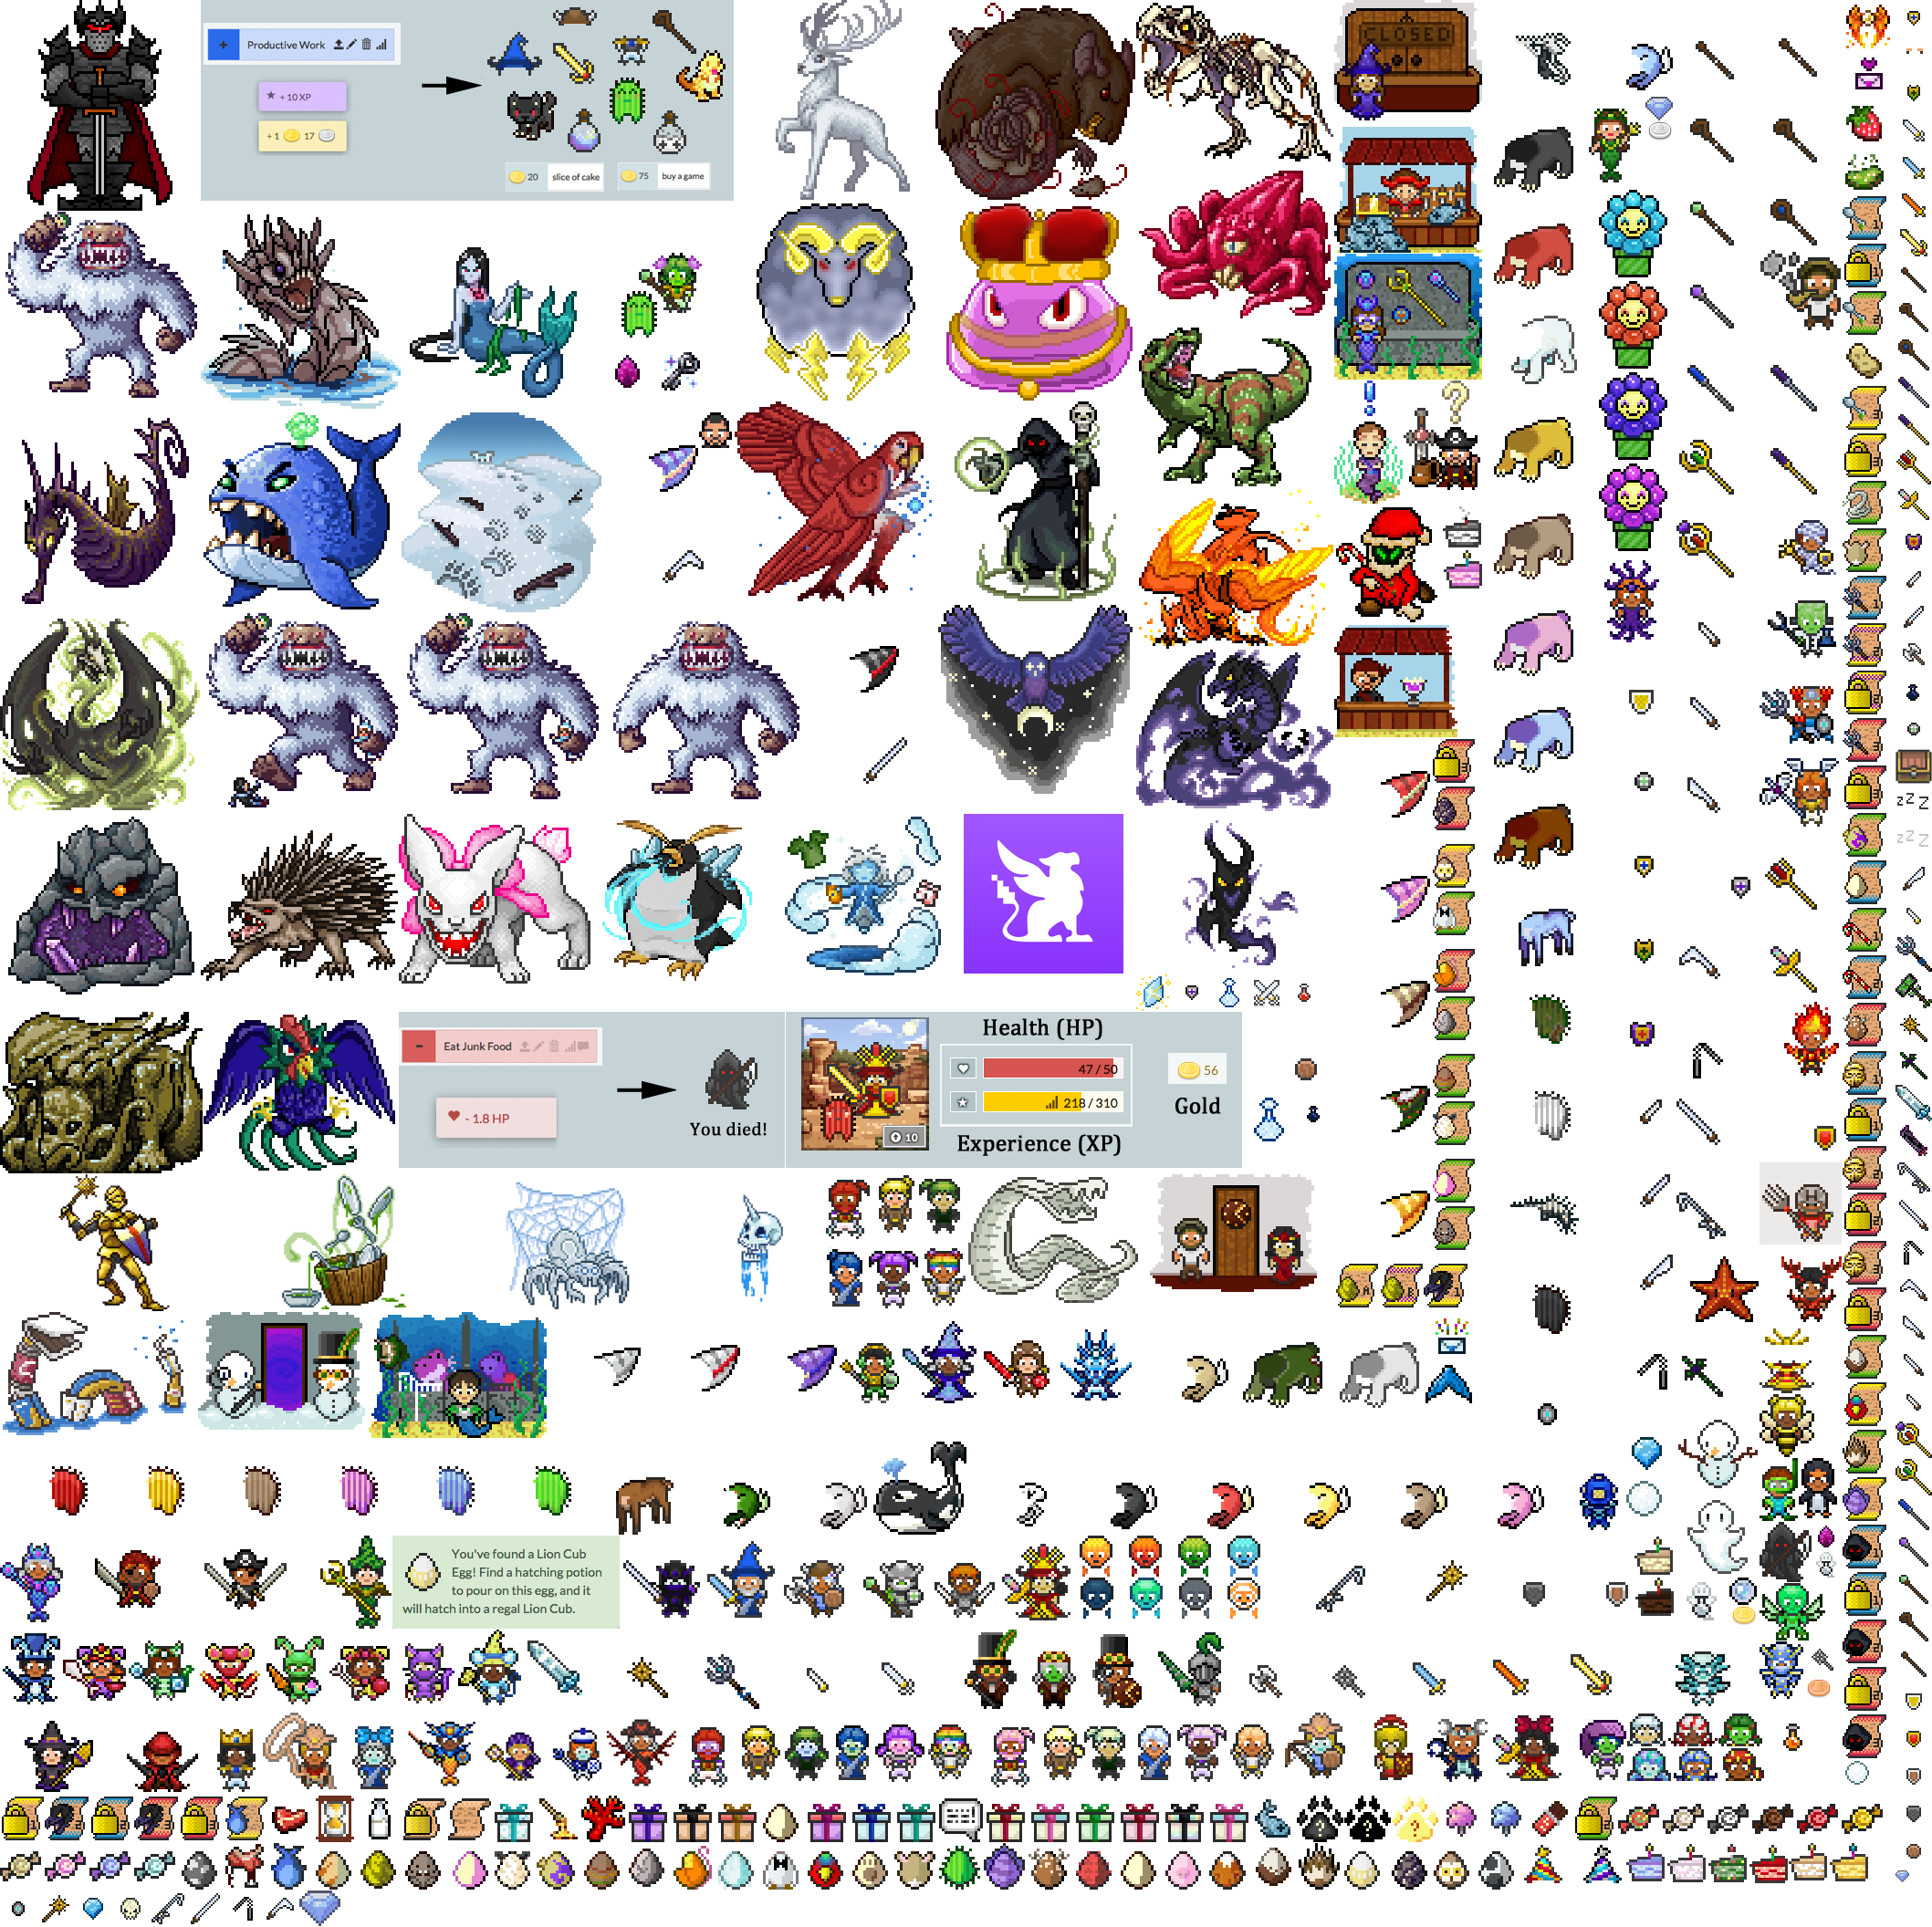 Productive Work
+ 10 XP
+ 1 17
20 slice of cake
75 buy a game
CLOSED
! ?
zzz
zzz
Eat Junk Food
- 1.8 HP
You died!
Health (HP)
47 / 50
218 / 310
10
Experience (XP)
56
Gold
You've found a Lion Cub
Egg! Find a hatching potion
to pour on this egg, and it
will hatch into a regal Lion Cub.
? ? ?